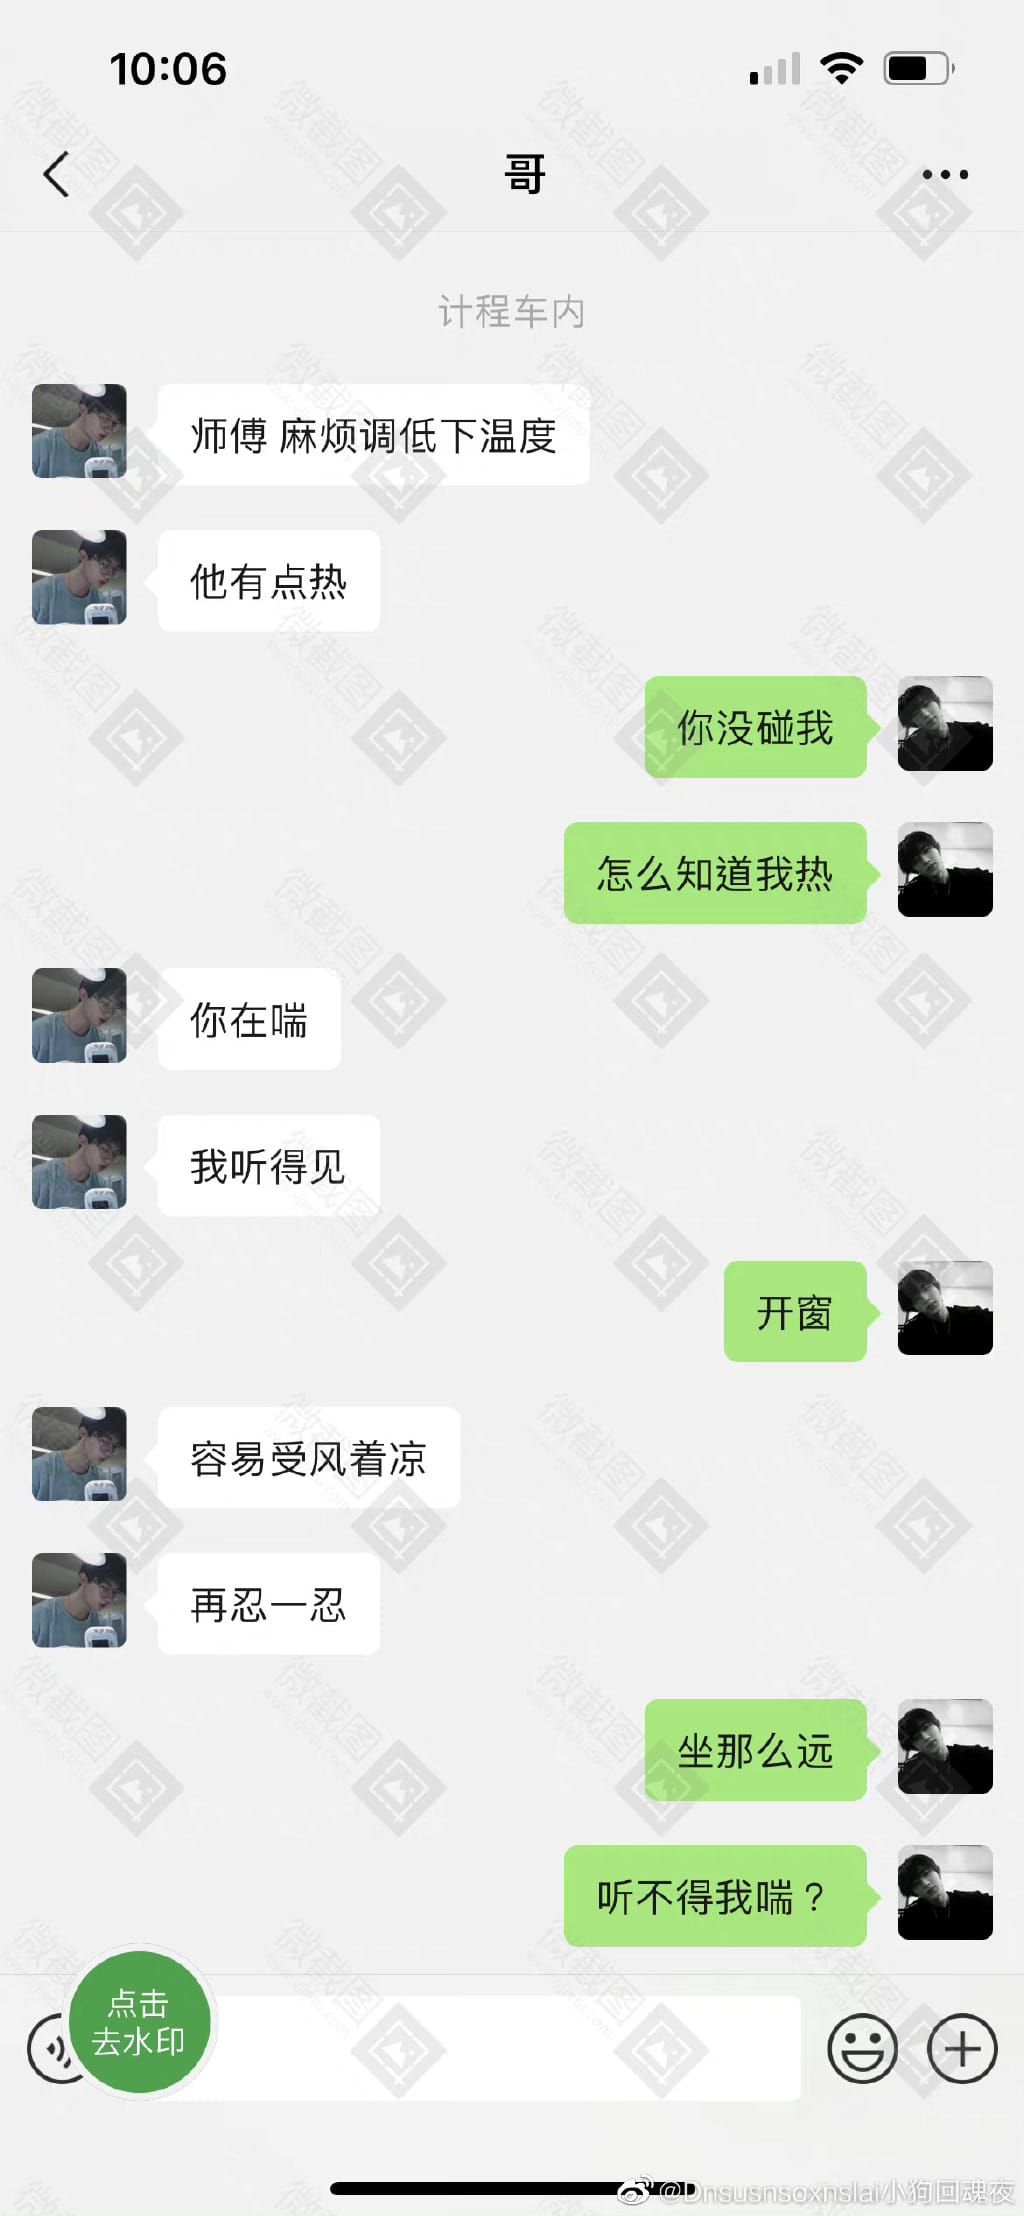 10:06
哥
计程车内
师傅 麻烦调低下温度
他有点热
你没碰我
怎么知道我热
你在喘
我听得见
开窗
容易受风着凉
再忍一忍
坐那么远
听不得我喘？
点击
去水印
@Dnsusnsoxnslai小狗回魂夜
微截图